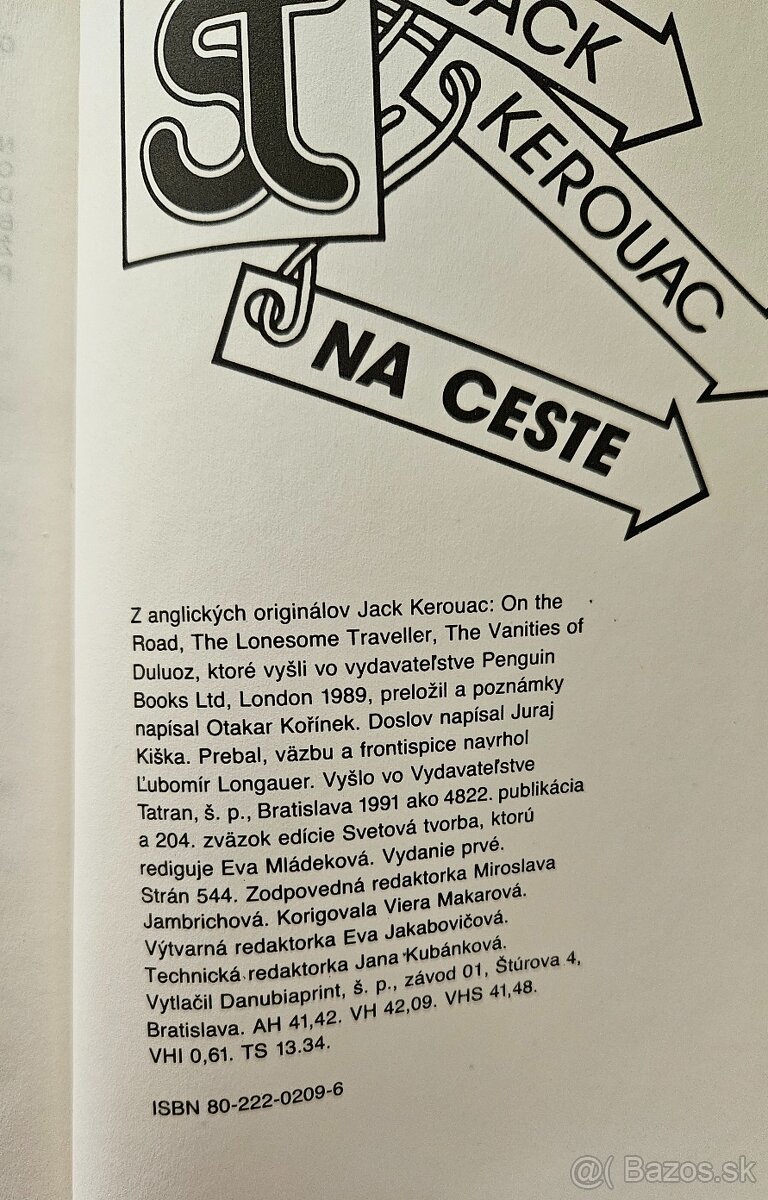 St
JACK
KEROUAC
NA CESTE
Z anglických originálov Jack Kerouac: On the
Road, The Lonesome Traveller, The Vanities of
Duluoz, ktoré vyšli vo vydavateľstve Penguin
Books Ltd, London 1989, preložil a poznámky
napísal Otakar Kořínek. Doslov napísal Juraj
Kiška. Prebal, väzbu a frontispice navrhol
Ľubomír Longauer. Vyšlo vo Vydavateľstve
Tatran, š. p., Bratislava 1991 ako 4822. publikácia
a 204. zväzok edície Svetová tvorba, ktorú
rediguje Eva Mládeková. Vydanie prvé.
Strán 544. Zodpovedná redaktorka Miroslava
Jambrichová. Korigovala Viera Makarová.
Výtvarná redaktorka Eva Jakabovičová.
Technická redaktorka Jana Kubánková.
Vytlačil Danubiaprint, š. p., závod 01, Štúrova 4,
Bratislava. AH 41,42. VH 42,09. VHS 41,48.
VHI 0,61. TS 13.34.
ISBN 80-222-0209-6
@( Bazos.sk